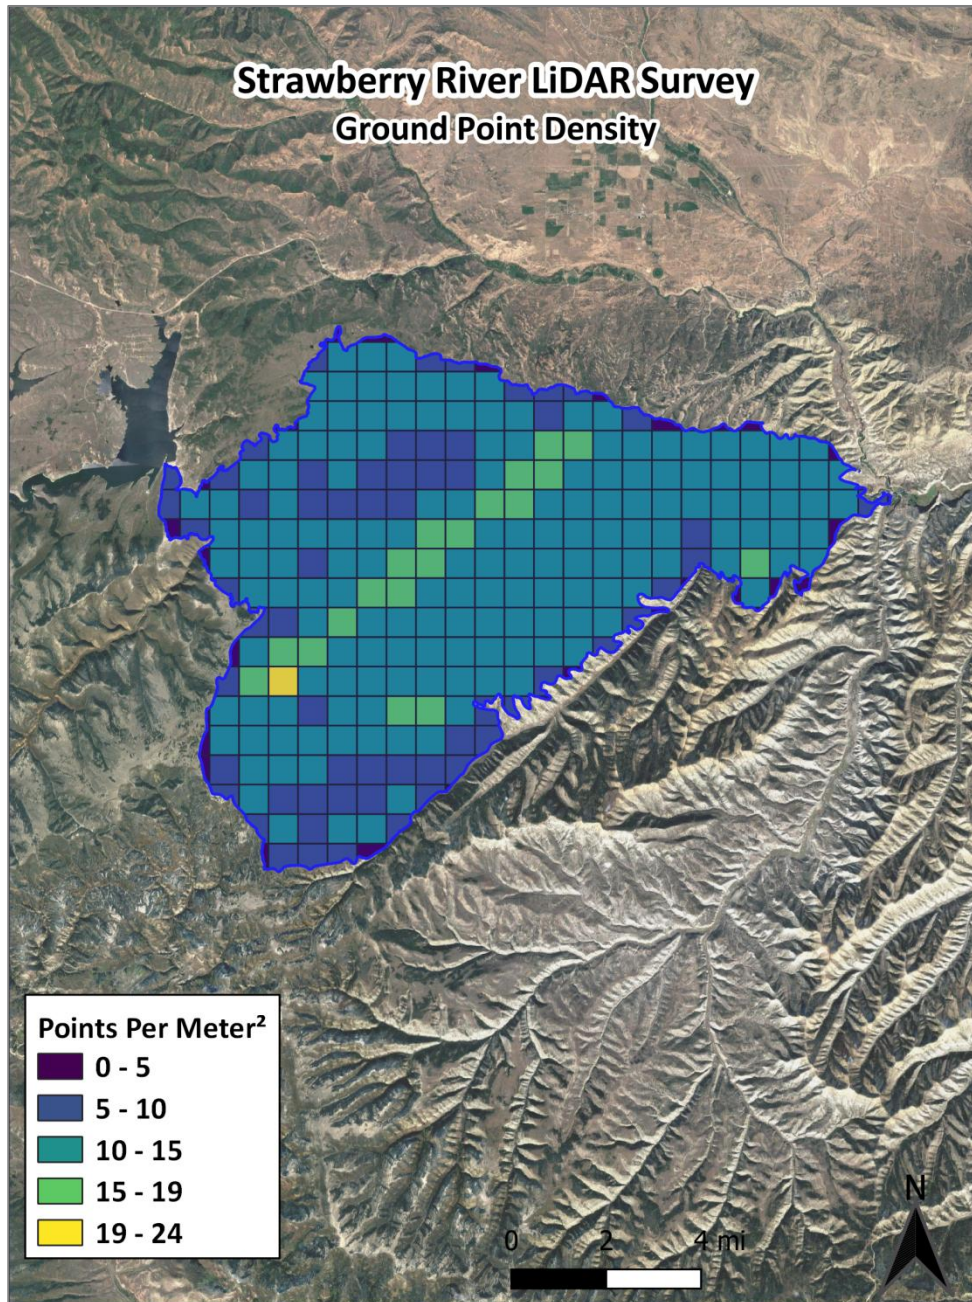 Strawberry River LiDAR Survey
Ground Point Density
Points Per Meter²
0 - 5
5 - 10
10 - 15
15 - 19
19 - 24
N
0 2 4 mi